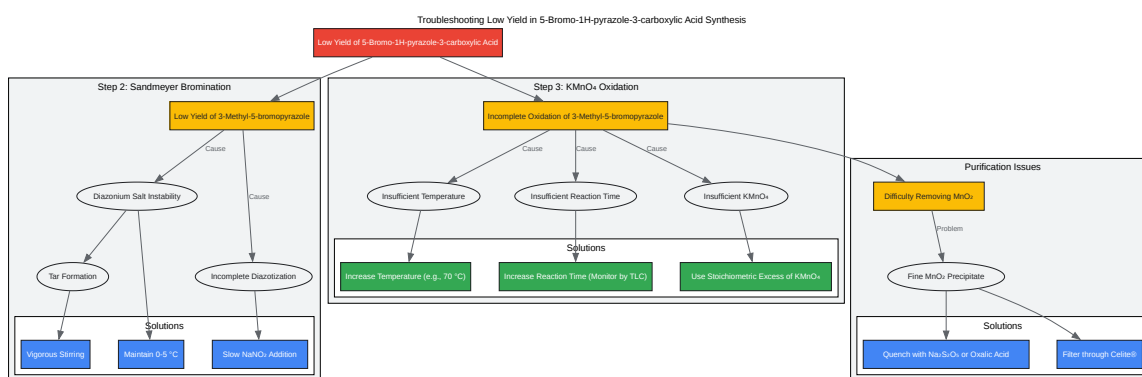 Troubleshooting Low Yield in 5-Bromo-1H-pyrazole-3-carboxylic Acid Synthesis
Low Yield of 5-Bromo-1H-pyrazole-3-carboxylic Acid
Step 2: Sandmeyer Bromination
Low Yield of 3-Methyl-5-bromopyrazole
Cause
Diazonium Salt Instability
Cause
Tar Formation
Incomplete Diazotization
Solutions
Vigorous Stirring
Maintain 0-5 °C
Slow NaNO₂ Addition
Step 3: KMnO₄ Oxidation
Incomplete Oxidation of 3-Methyl-5-bromopyrazole
Cause
Cause
Cause
Insufficient Temperature
Insufficient Reaction Time
Insufficient KMnO₄
Solutions
Increase Temperature (e.g., 70 °C)
Increase Reaction Time (Monitor by TLC)
Use Stoichiometric Excess of KMnO₄
Purification Issues
Difficulty Removing MnO₂
Problem
Fine MnO₂ Precipitate
Solutions
Quench with Na₂S₂O₅ or Oxalic Acid
Filter through Celite®